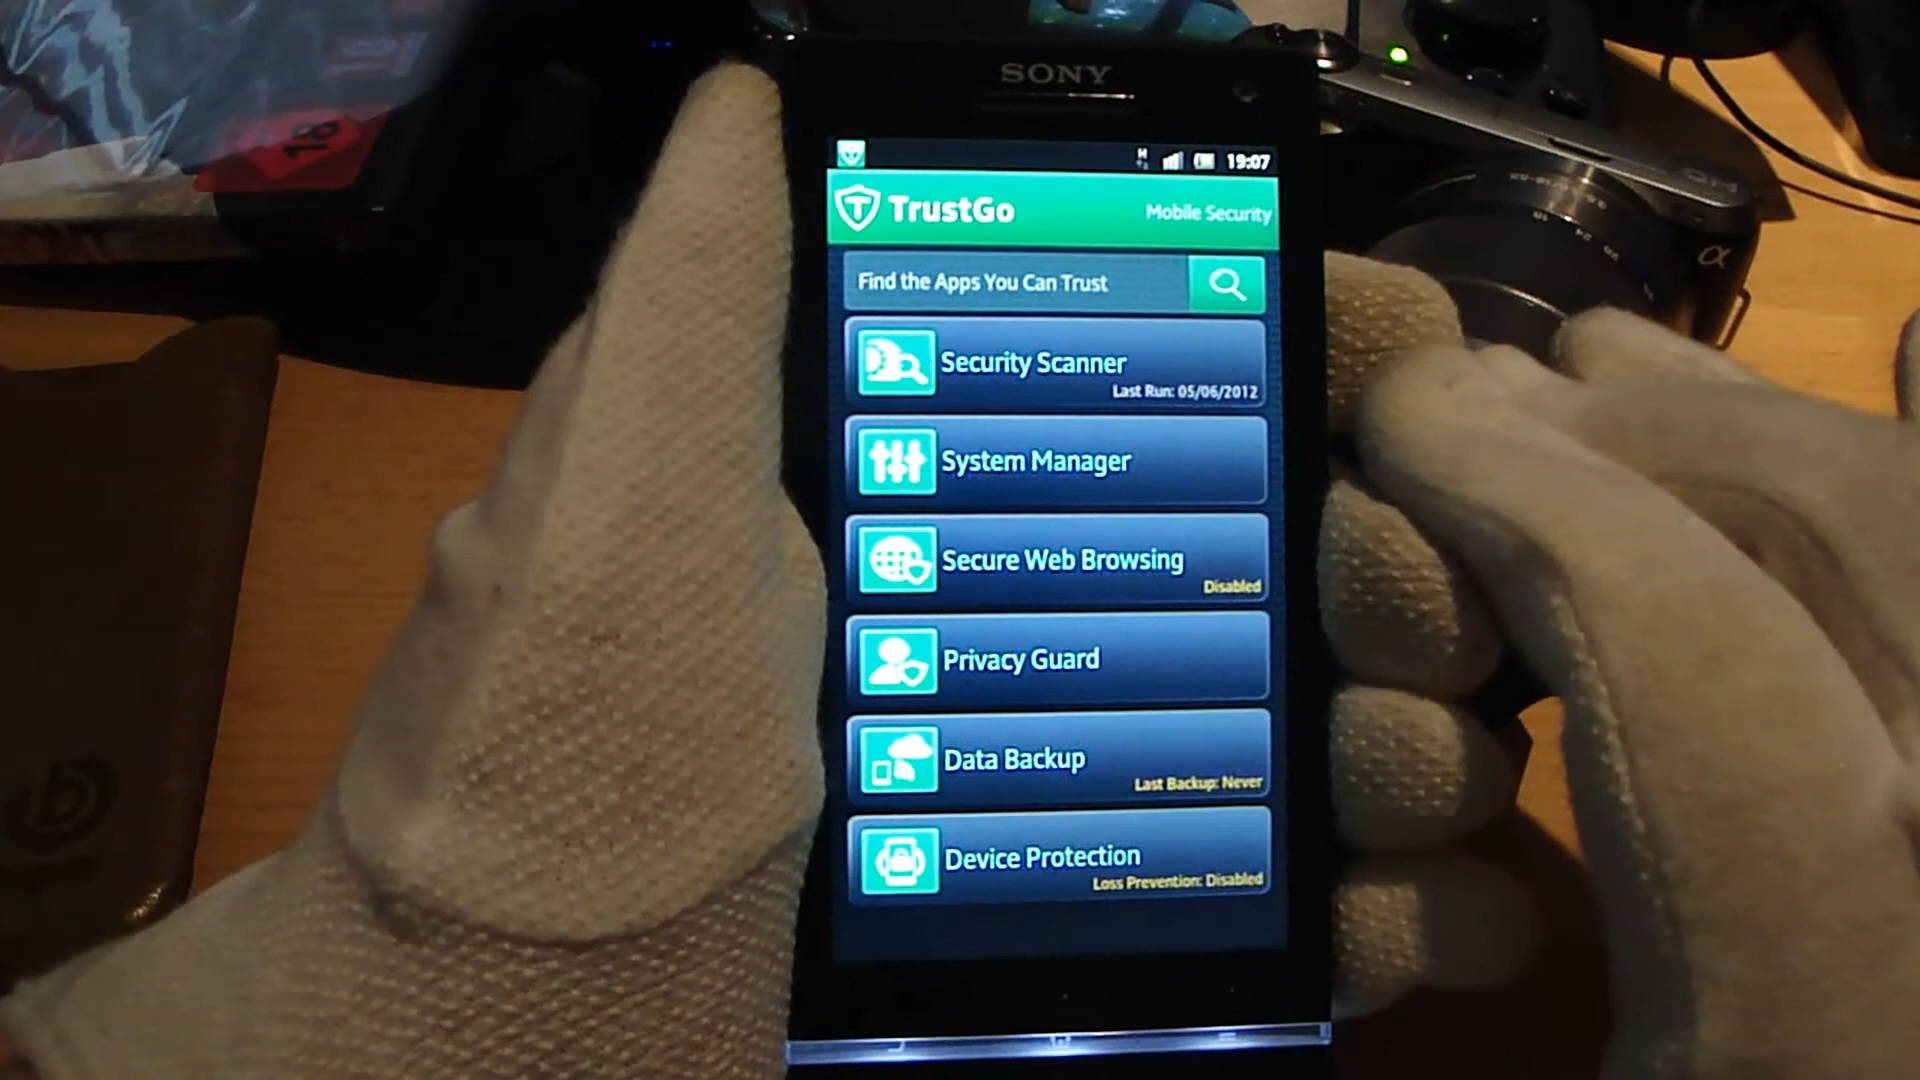 SONY
18
H
19:07
TrustGo
Mobile Security
Find the Apps You Can Trust
Security Scanner
Last Run: 05/06/2012
System Manager
Secure Web Browsing
Disabled
Privacy Guard
Data Backup
Last Backup: Never
Device Protection
Loss Prevention: Disabled
α